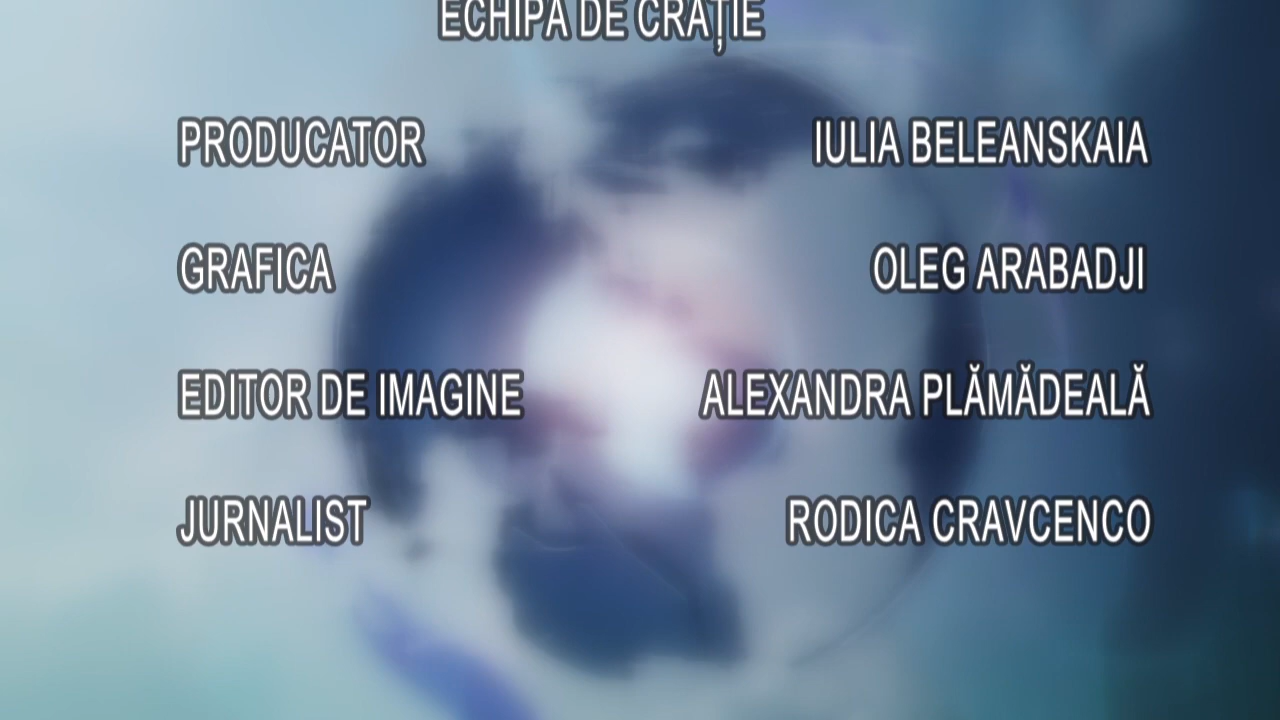 ECHIPA DE CRAȚIE
PRODUCATOR IULIA BELEANSKAIA
GRAFICA OLEG ARABADJI
EDITOR DE IMAGINE ALEXANDRA PLĂMĂDEALĂ
JURNALIST RODICA CRAVCENCO